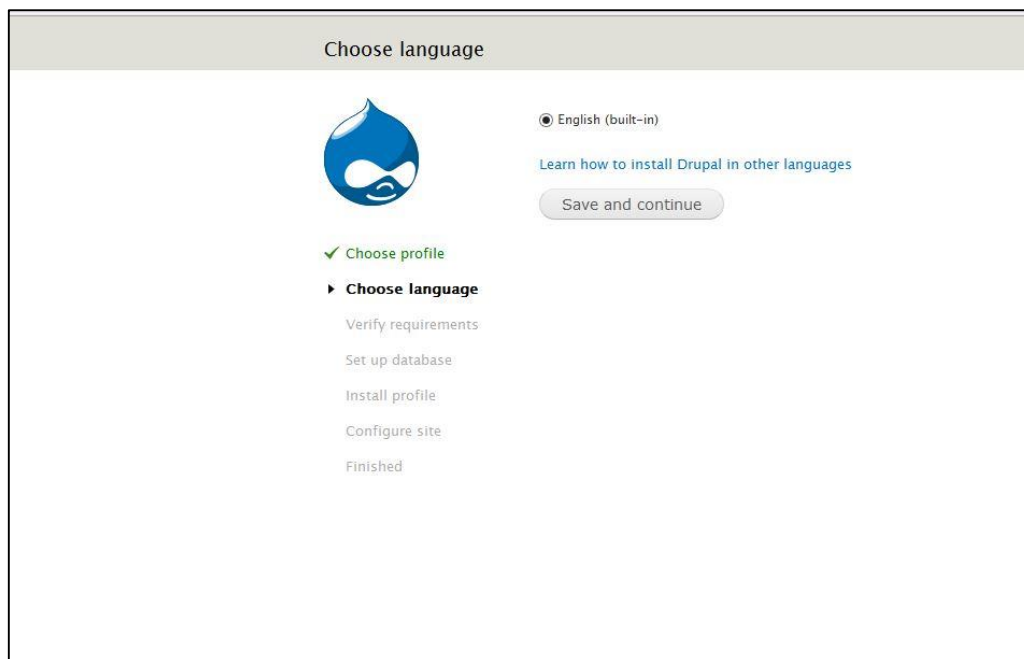 Choose language
English (built-in)
Learn how to install Drupal in other languages
Save and continue
Choose profile
Choose language
Verify requirements
Set up database
Install profile
Configure site
Finished